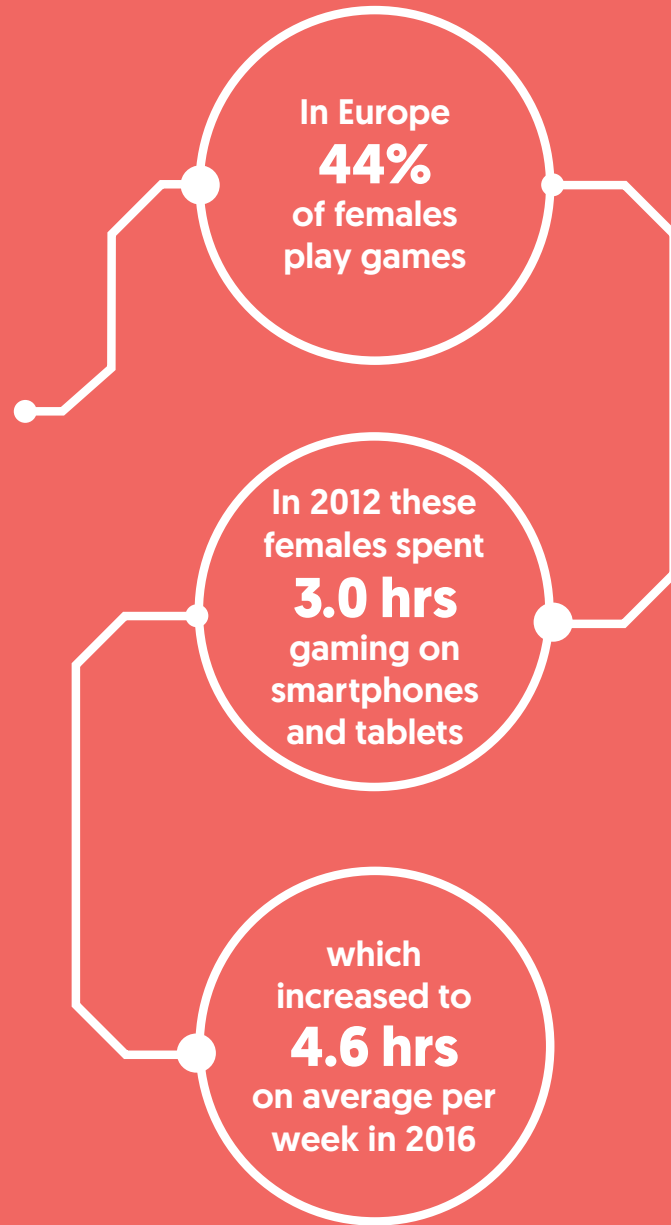 In Europe
44%
of females
play games
In 2012 these
females spent
3.0 hrs
gaming on
smartphones
and tablets
which
increased to
4.6 hrs
on average per
week in 2016